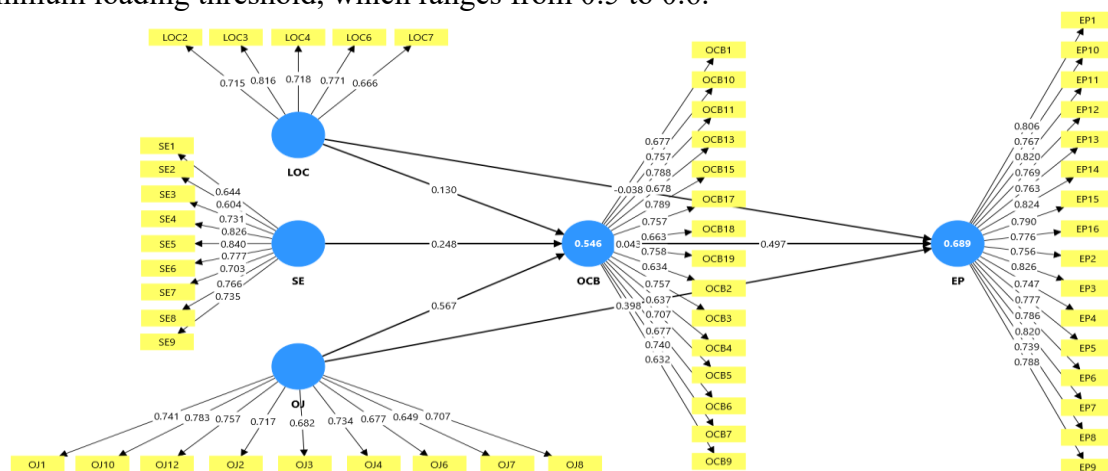 nimum loading threshold, which ranges from 0.5 to 0.6.
LOC2 LOC3 LOC4 LOC6 LOC7
0.715 0.816 0.718 0.771 0.666
LOC
SE1
SE2
SE3
SE4
SE5
SE6
SE7
SE8
SE9
0.644
0.604
0.731
0.826
0.840
0.777
0.703
0.766
0.735
SE
OJ
0.741 0.783 0.757 0.717 0.682 0.734 0.677 0.649 0.707
OJ1 OJ10 OJ12 OJ2 OJ3 OJ4 OJ6 OJ7 OJ8
0.130
0.248
0.567
-0.038
0.043
0.497
0.398
0.546
OCB
0.677
0.757
0.788
0.678
0.789
0.757
0.663
0.758
0.634
0.757
0.637
0.707
0.677
0.740
0.632
OCB1
OCB10
OCB11
OCB13
OCB15
OCB17
OCB18
OCB19
OCB2
OCB3
OCB4
OCB5
OCB6
OCB7
OCB9
0.689
EP
0.806
0.767
0.820
0.769
0.763
0.824
0.790
0.776
0.756
0.826
0.747
0.777
0.786
0.820
0.739
0.788
EP1
EP10
EP11
EP12
EP13
EP14
EP15
EP16
EP2
EP3
EP4
EP5
EP6
EP7
EP8
EP9